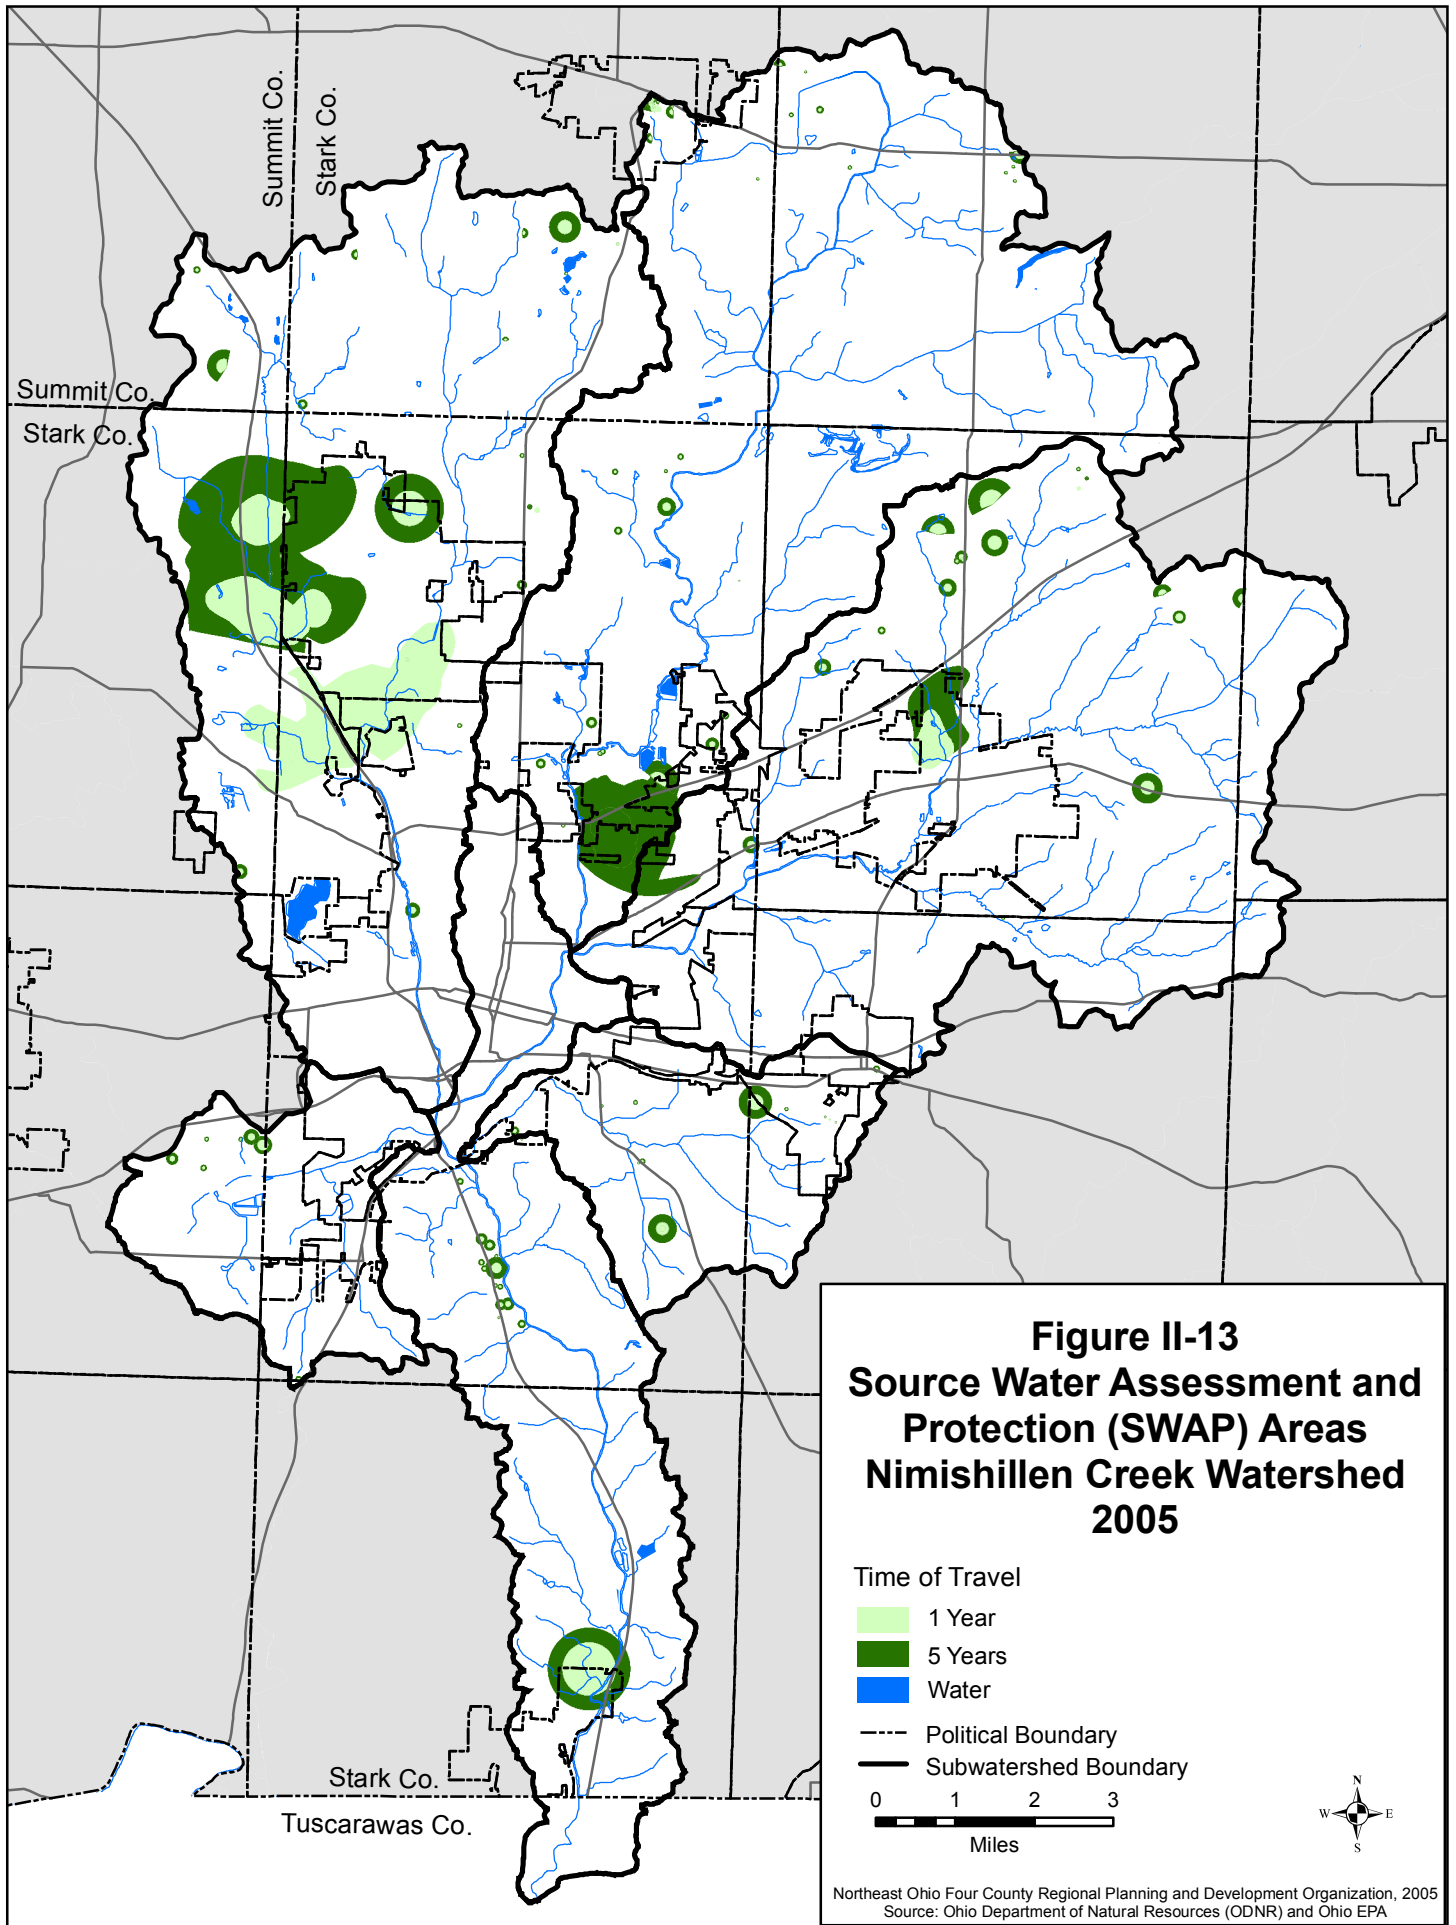 Summit Co.
Stark Co.
Summit Co.
Stark Co.
Stark Co.
Tuscarawas Co.
Figure II-13
Source Water Assessment and
Protection (SWAP) Areas
Nimishillen Creek Watershed
2005
Time of Travel
1 Year
5 Years
Water
Political Boundary
Subwatershed Boundary
0 1 2 3
Miles
N
W E
S
Northeast Ohio Four County Regional Planning and Development Organization, 2005
Source: Ohio Department of Natural Resources (ODNR) and Ohio EPA